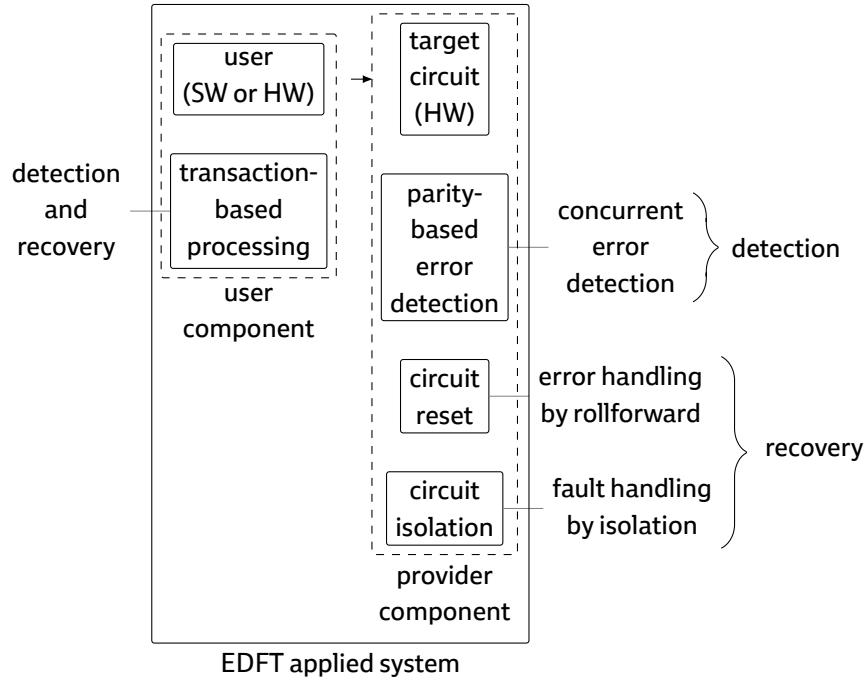 user
(SW or HW)
target
circuit
(HW)
detection
and
recovery
transaction-
based
processing
user
component
parity-
based
error
detection
concurrent
error
detection
detection
circuit
reset
error handling
by rollforward
recovery
circuit
isolation
fault handling
by isolation
provider
component
EDFT applied system